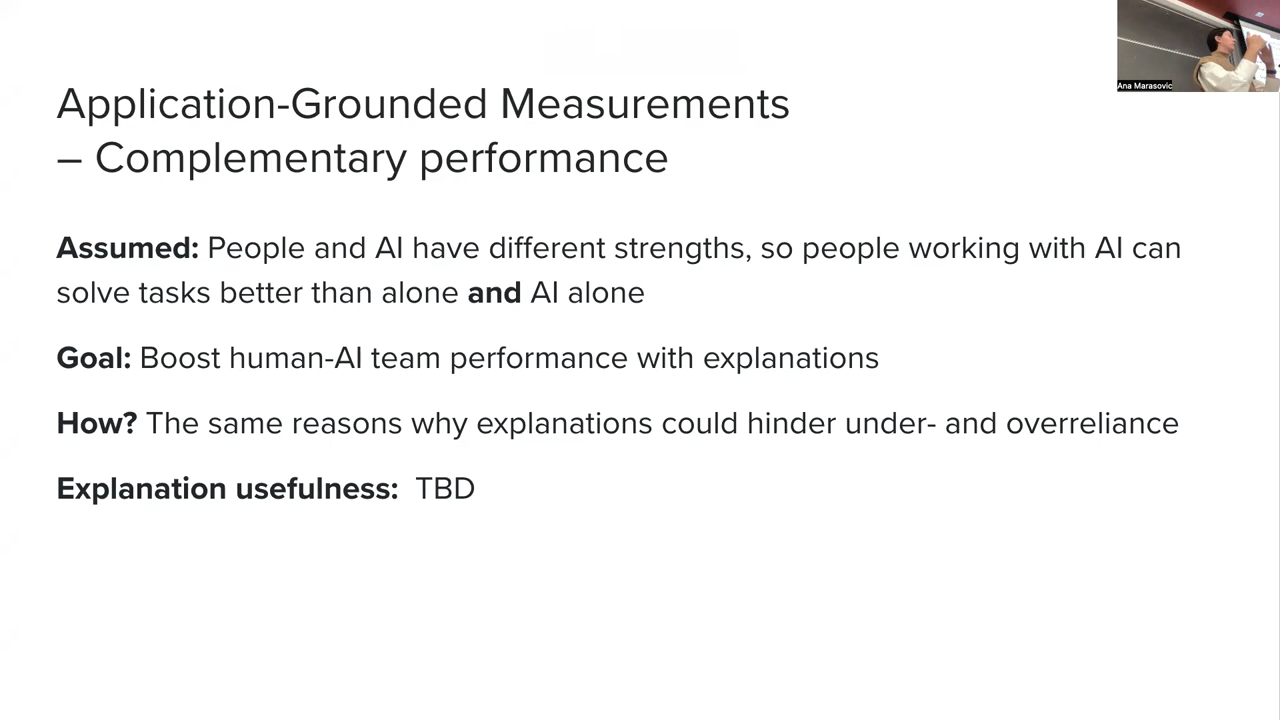 Ana Marasovic
Application-Grounded Measurements
– Complementary performance
Assumed: People and AI have different strengths, so people working with AI can
solve tasks better than alone and AI alone
Goal: Boost human-AI team performance with explanations
How? The same reasons why explanations could hinder under- and overreliance
Explanation usefulness: TBD